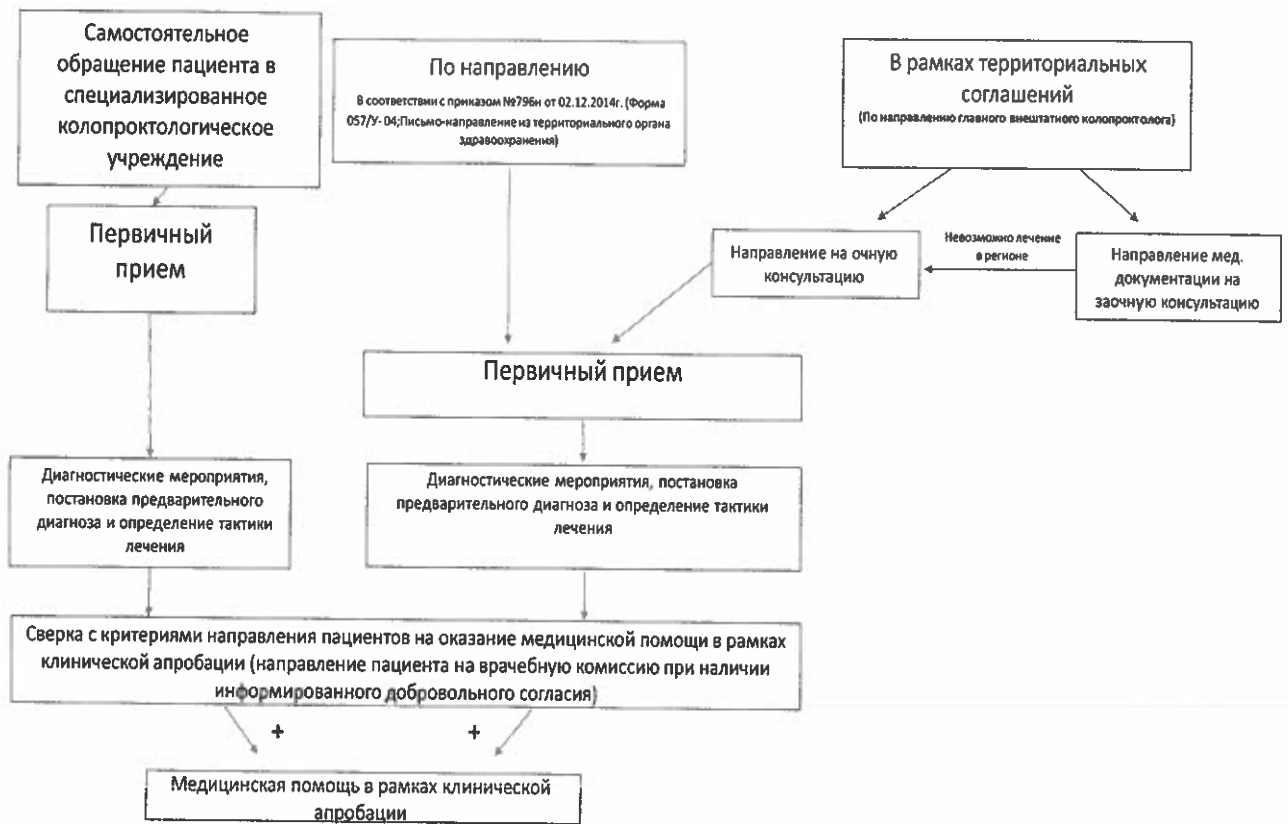 Самостоятельное
обращение пациента в
специализированное
колопроктологическое
учреждение
По направлению
В соответствии с приказом №796н от 02.12.2014г. (Форма
057/У- 04;Письмо-направление из территориального органа
здравоохранения)
В рамках территориальных
соглашений
(По направлению главного внештатного колопроктолога)
Первичный
прием
Направление на очную
консультацию
Невозможно лечение
в регионе
Направление мед.
документации на
заочную консультацию
Первичный прием
Диагностические мероприятия,
постановка предварительного
диагноза и определение тактики
лечения
Диагностические мероприятия, постановка
предварительного диагноза и определение тактики
лечения
Сверка с критериями направления пациентов на оказание медицинской помощи в рамках
клинической апробации (направление пациента на врачебную комиссию при наличии
информированного добровольного согласия)
+
+
Медицинская помощь в рамках клинической
апробации